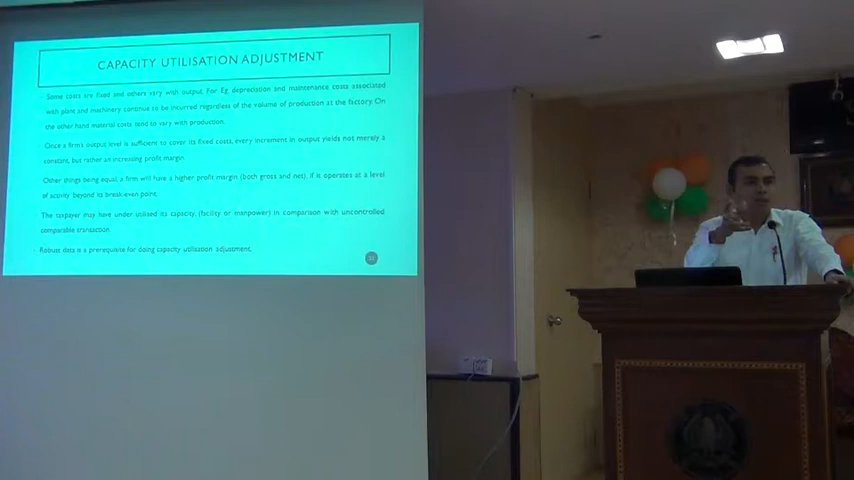 CAPACITY UTILISATION ADJUSTMENT
Some costs are fixed and others vary with output. For Eg. depreciation and maintenance costs associated
with plant and machinery continue to be incurred regardless of the volume of production at the factory. On
the other hand material costs tend to vary with production.
Once a firm's output level is sufficient to cover its fixed costs, every increment in output yields not merely a
constant, but rather an increasing profit margin.
Other things being equal, a firm will have a higher profit margin (both gross and net), if it operates at a level
of activity beyond its break-even point.
The taxpayer may have under utilised its capacity, (facility or manpower) in comparison with uncontrolled
comparable transaction.
Robust data is a prerequisite for doing capacity utilisation adjustment.